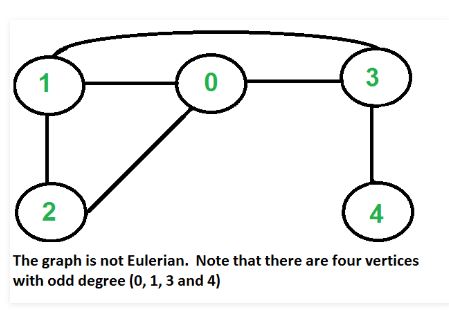 1 0 3
2 4
The graph is not Eulerian. Note that there are four vertices
with odd degree (0, 1, 3 and 4)